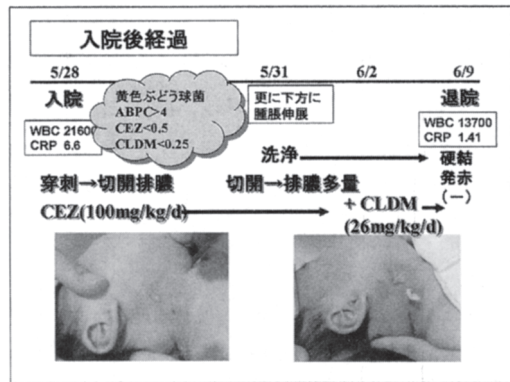 入院後経過
5/28
5/31
6/2
6/9
入院
黄色ぶどう球菌
ABPC>4
CEZ<0.5
CLDM<0.25
更に下方に
腫脹伸展
退院
WBC 21600
CRP 6.6
WBC 13700
CRP 1.41
洗浄
硬結
発赤
(−)
穿刺→切開排膿
切開→排膿多量
CEZ(100mg/kg/d)
+ CLDM
(26mg/kg/d)